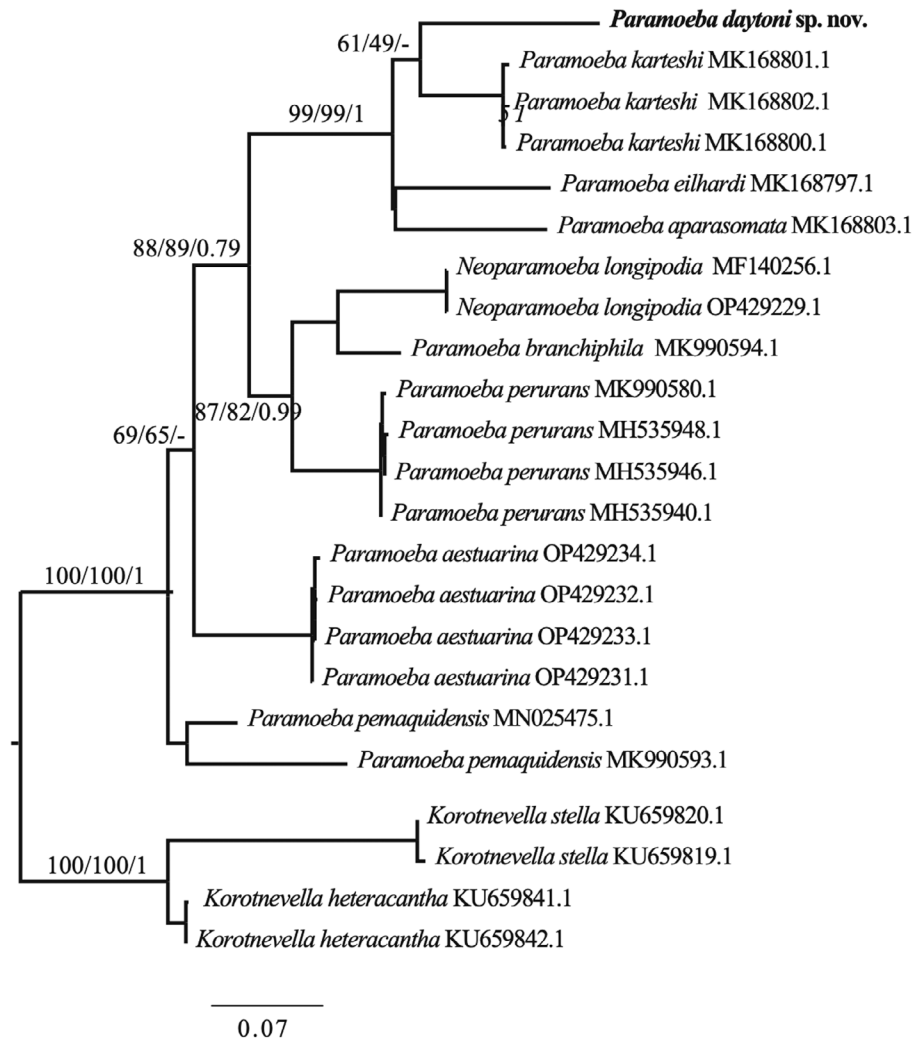 Paramoeba daytoni sp. nov.
61/49/-
Paramoeba karteshi MK168801.1
Paramoeba karteshi MK168802.1
51
99/99/1
Paramoeba karteshi MK168800.1
Paramoeba eilhardi MK168797.1
Paramoeba aparasomata MK168803.1
88/89/0.79
Neoparamoeba longipodia MF140256.1
Neoparamoeba longipodia OP429229.1
Paramoeba branchiphila MK990594.1
Paramoeba perurans MK990580.1
87/82/0.99
Paramoeba perurans MH535948.1
69/65/-
Paramoeba perurans MH535946.1
Paramoeba perurans MH535940.1
Paramoeba aestuarina OP429234.1
100/100/1
Paramoeba aestuarina OP429232.1
Paramoeba aestuarina OP429233.1
Paramoeba aestuarina OP429231.1
Paramoeba pemaquidensis MN025475.1
Paramoeba pemaquidensis MK990593.1
Korotnevella stella KU659820.1
Korotnevella stella KU659819.1
100/100/1
Korotnevella heteracantha KU659841.1
Korotnevella heteracantha KU659842.1
0.07